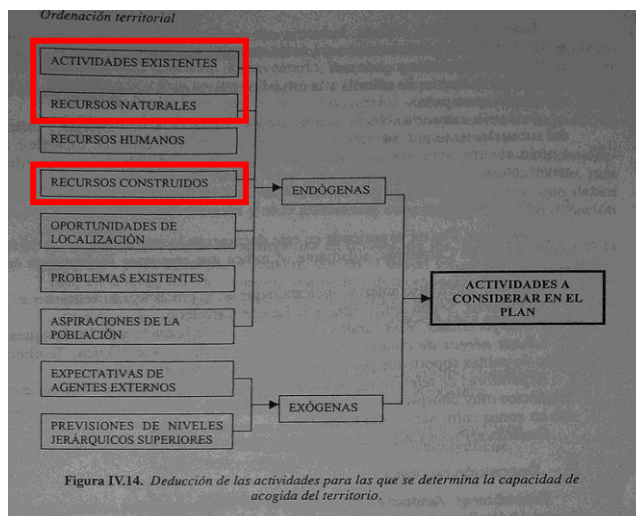 Ordenación territorial
ACTIVIDADES EXISTENTES
RECURSOS NATURALES
RECURSOS HUMANOS
RECURSOS CONSTRUIDOS
OPORTUNIDADES DE
LOCALIZACIÓN
PROBLEMAS EXISTENTES
ASPIRACIONES DE LA
POBLACIÓN
EXPECTATIVAS DE
AGENTES EXTERNOS
PREVISIONES DE NIVELES
JERÁRQUICOS SUPERIORES
ENDÓGENAS
EXÓGENAS
ACTIVIDADES A
CONSIDERAR EN EL
PLAN
Figura IV.14. Deducción de las actividades para las que se determina la capacidad de
acogida del territorio.